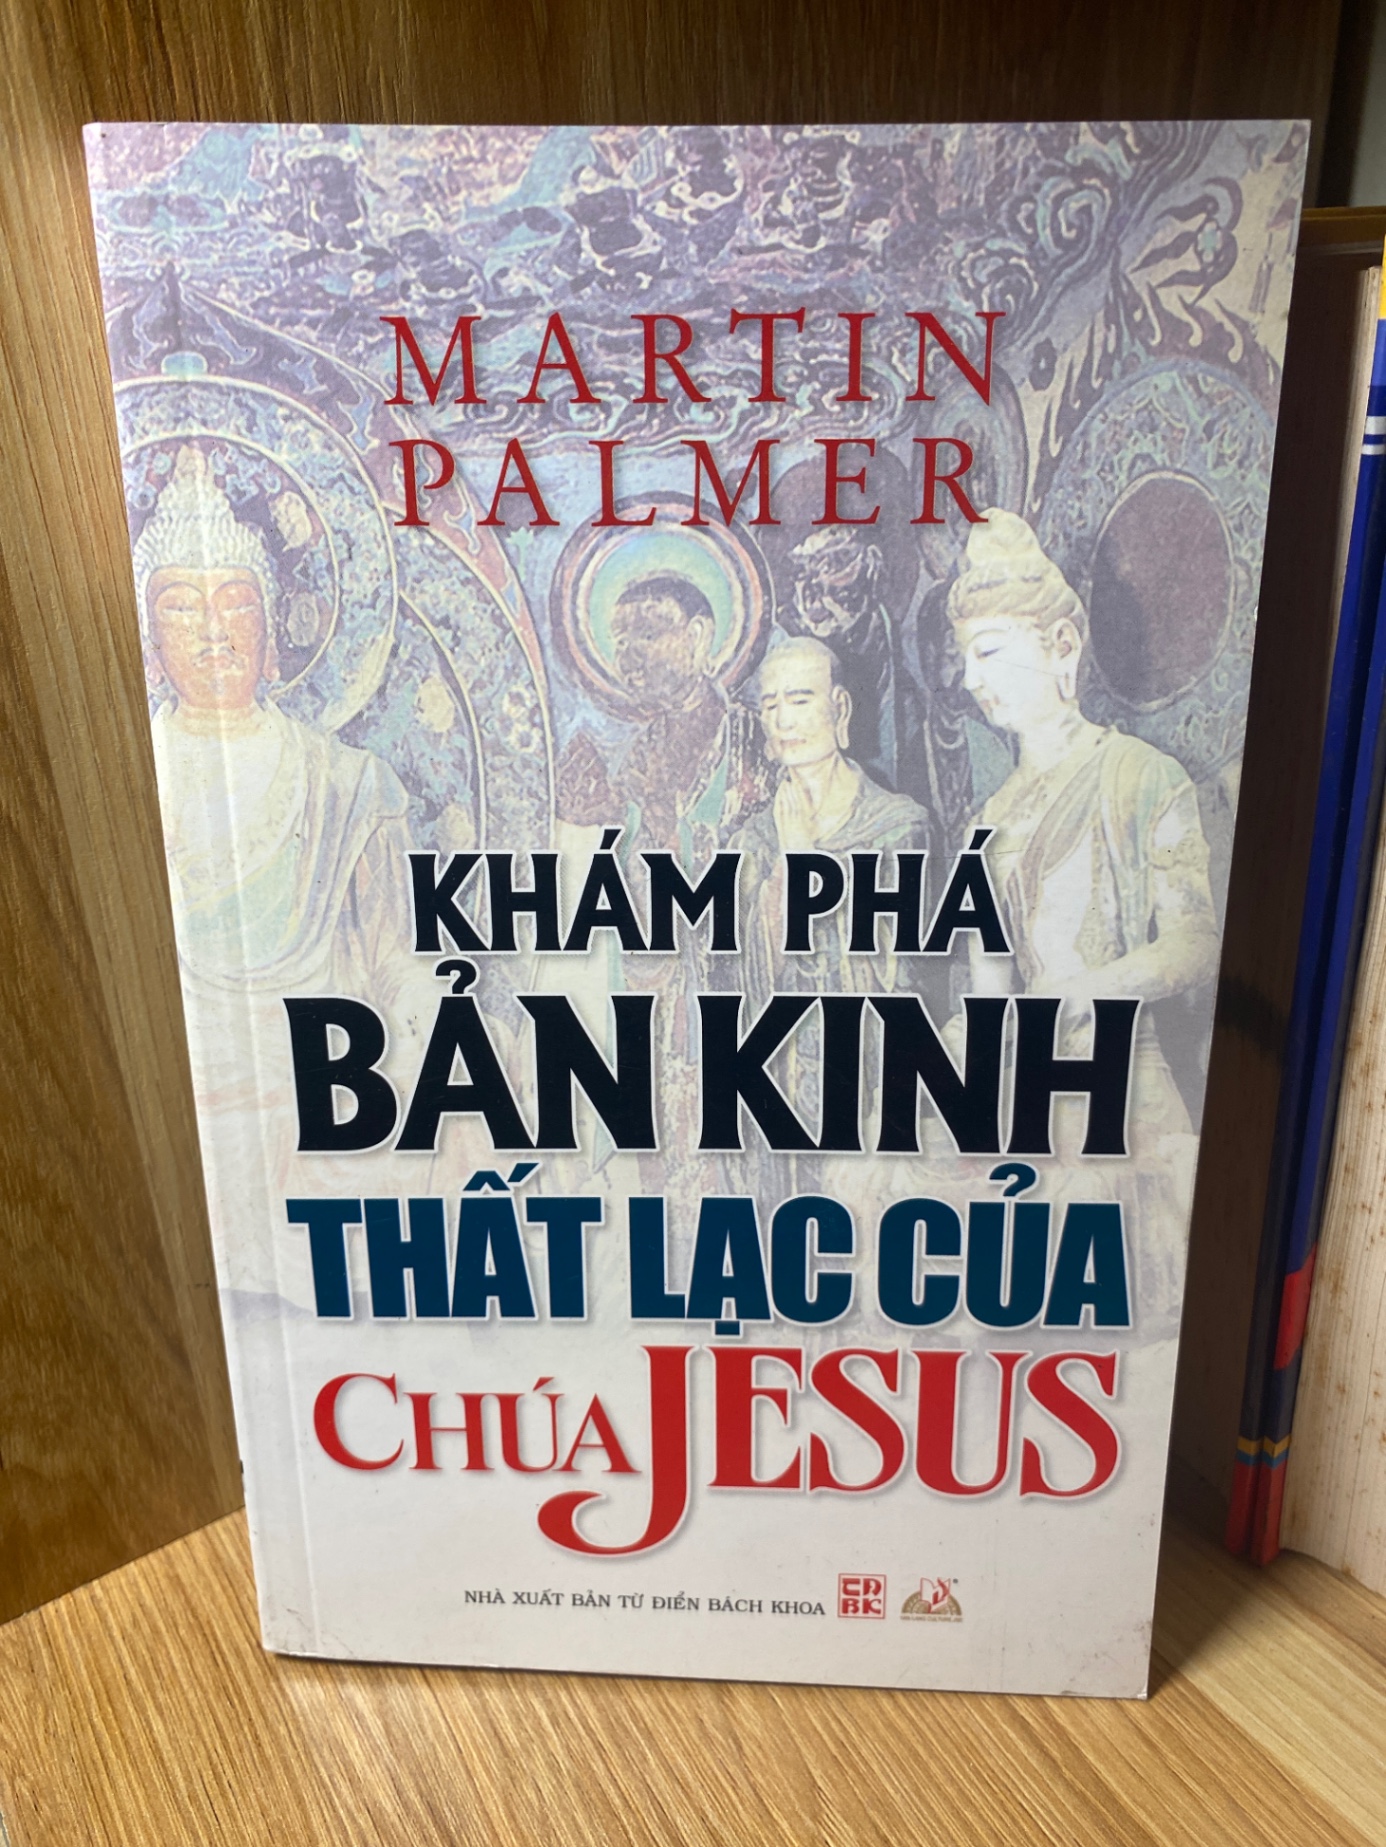 MARTIN
PALMER
KHÁM PHÁ
BẢN KINH
THẤT LẠC CỦA
CHÚA JESUS
NHÀ XUẤT BẢN TỪ ĐIỂN BÁCH KHOA